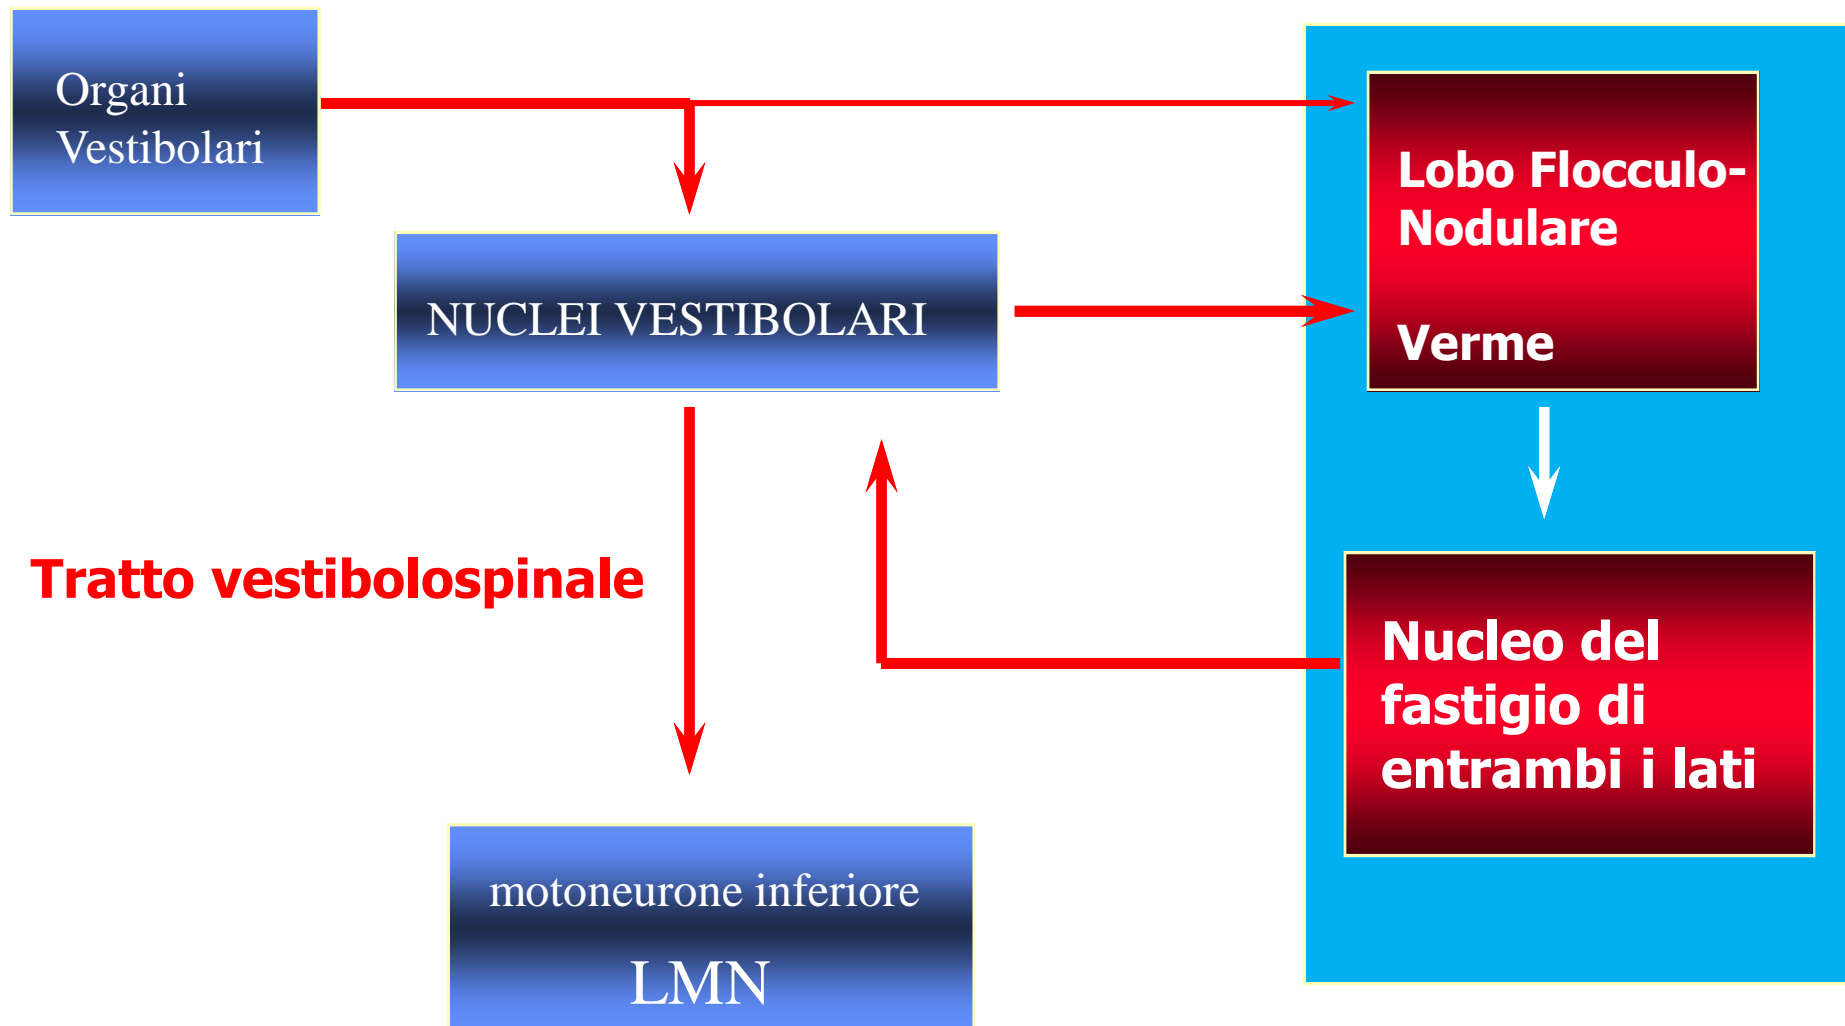 Organi
Vestibolari
Lobo Flocculo-
Nodulare
Verme
NUCLEI VESTIBOLARI
Tratto vestibolospinale
Nucleo del
fastigio di
entrambi i lati
motoneurone inferiore
LMN